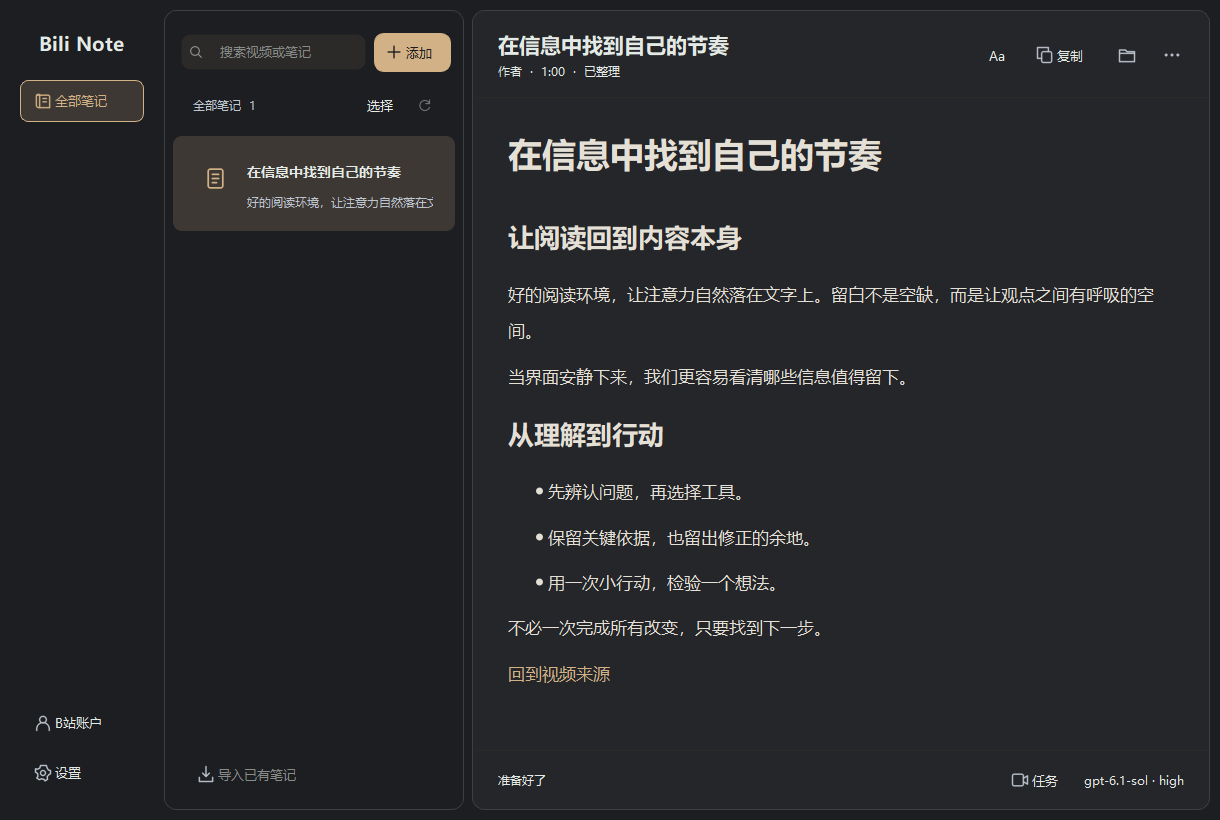 Bili Note
全部笔记
B站账户
设置
搜索视频或笔记
添加
全部笔记 1
选择
在信息中找到自己的节奏
好的阅读环境，让注意力自然落在文
导入已有笔记
在信息中找到自己的节奏
作者 · 1:00 · 已整理
Aa
复制
在信息中找到自己的节奏
让阅读回到内容本身
好的阅读环境，让注意力自然落在文字上。留白不是空缺，而是让观点之间有呼吸的空
间。
当界面安静下来，我们更容易看清哪些信息值得留下。
从理解到行动
• 先辨认问题，再选择工具。
• 保留关键依据，也留出修正的余地。
• 用一次小行动，检验一个想法。
不必一次完成所有改变，只要找到下一步。
回到视频来源
准备好了
任务
gpt-6.1-sol · high